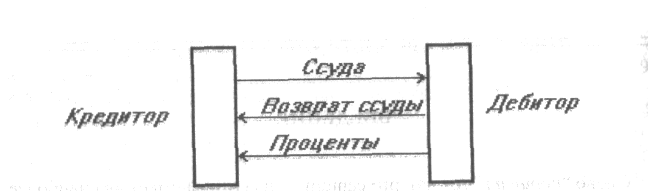 Ссуда
Кредитор
Возврат ссуды
Дебитор
Проценты